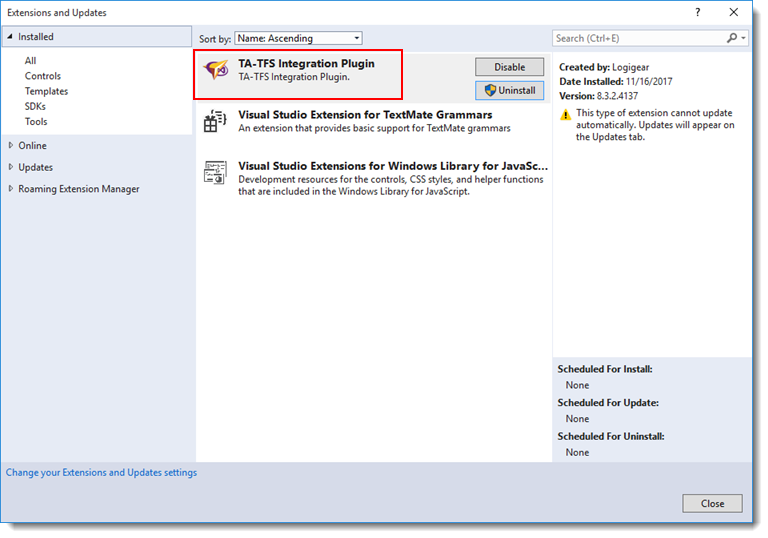 Extensions and Updates
?
Installed
All
Controls
Templates
SDKs
Tools
Online
Updates
Roaming Extension Manager
Change your Extensions and Updates settings
Sort by: Name: Ascending
TA-TFS Integration Plugin
TA-TFS Integration Plugin.
Disable
Uninstall
Visual Studio Extension for TextMate Grammars
An extension that provides basic support for TextMate grammars
Visual Studio Extensions for Windows Library for JavaSc...
Development resources for the controls, CSS styles, and helper functions
that are included in the Windows Library for JavaScript.
Search (Ctrl+E)
Created by: Logigear
Date Installed: 11/16/2017
Version: 8.3.2.4137
This type of extension cannot update
automatically. Updates will appear on
the Updates tab.
Scheduled For Install:
None
Scheduled For Update:
None
Scheduled For Uninstall:
None
Close